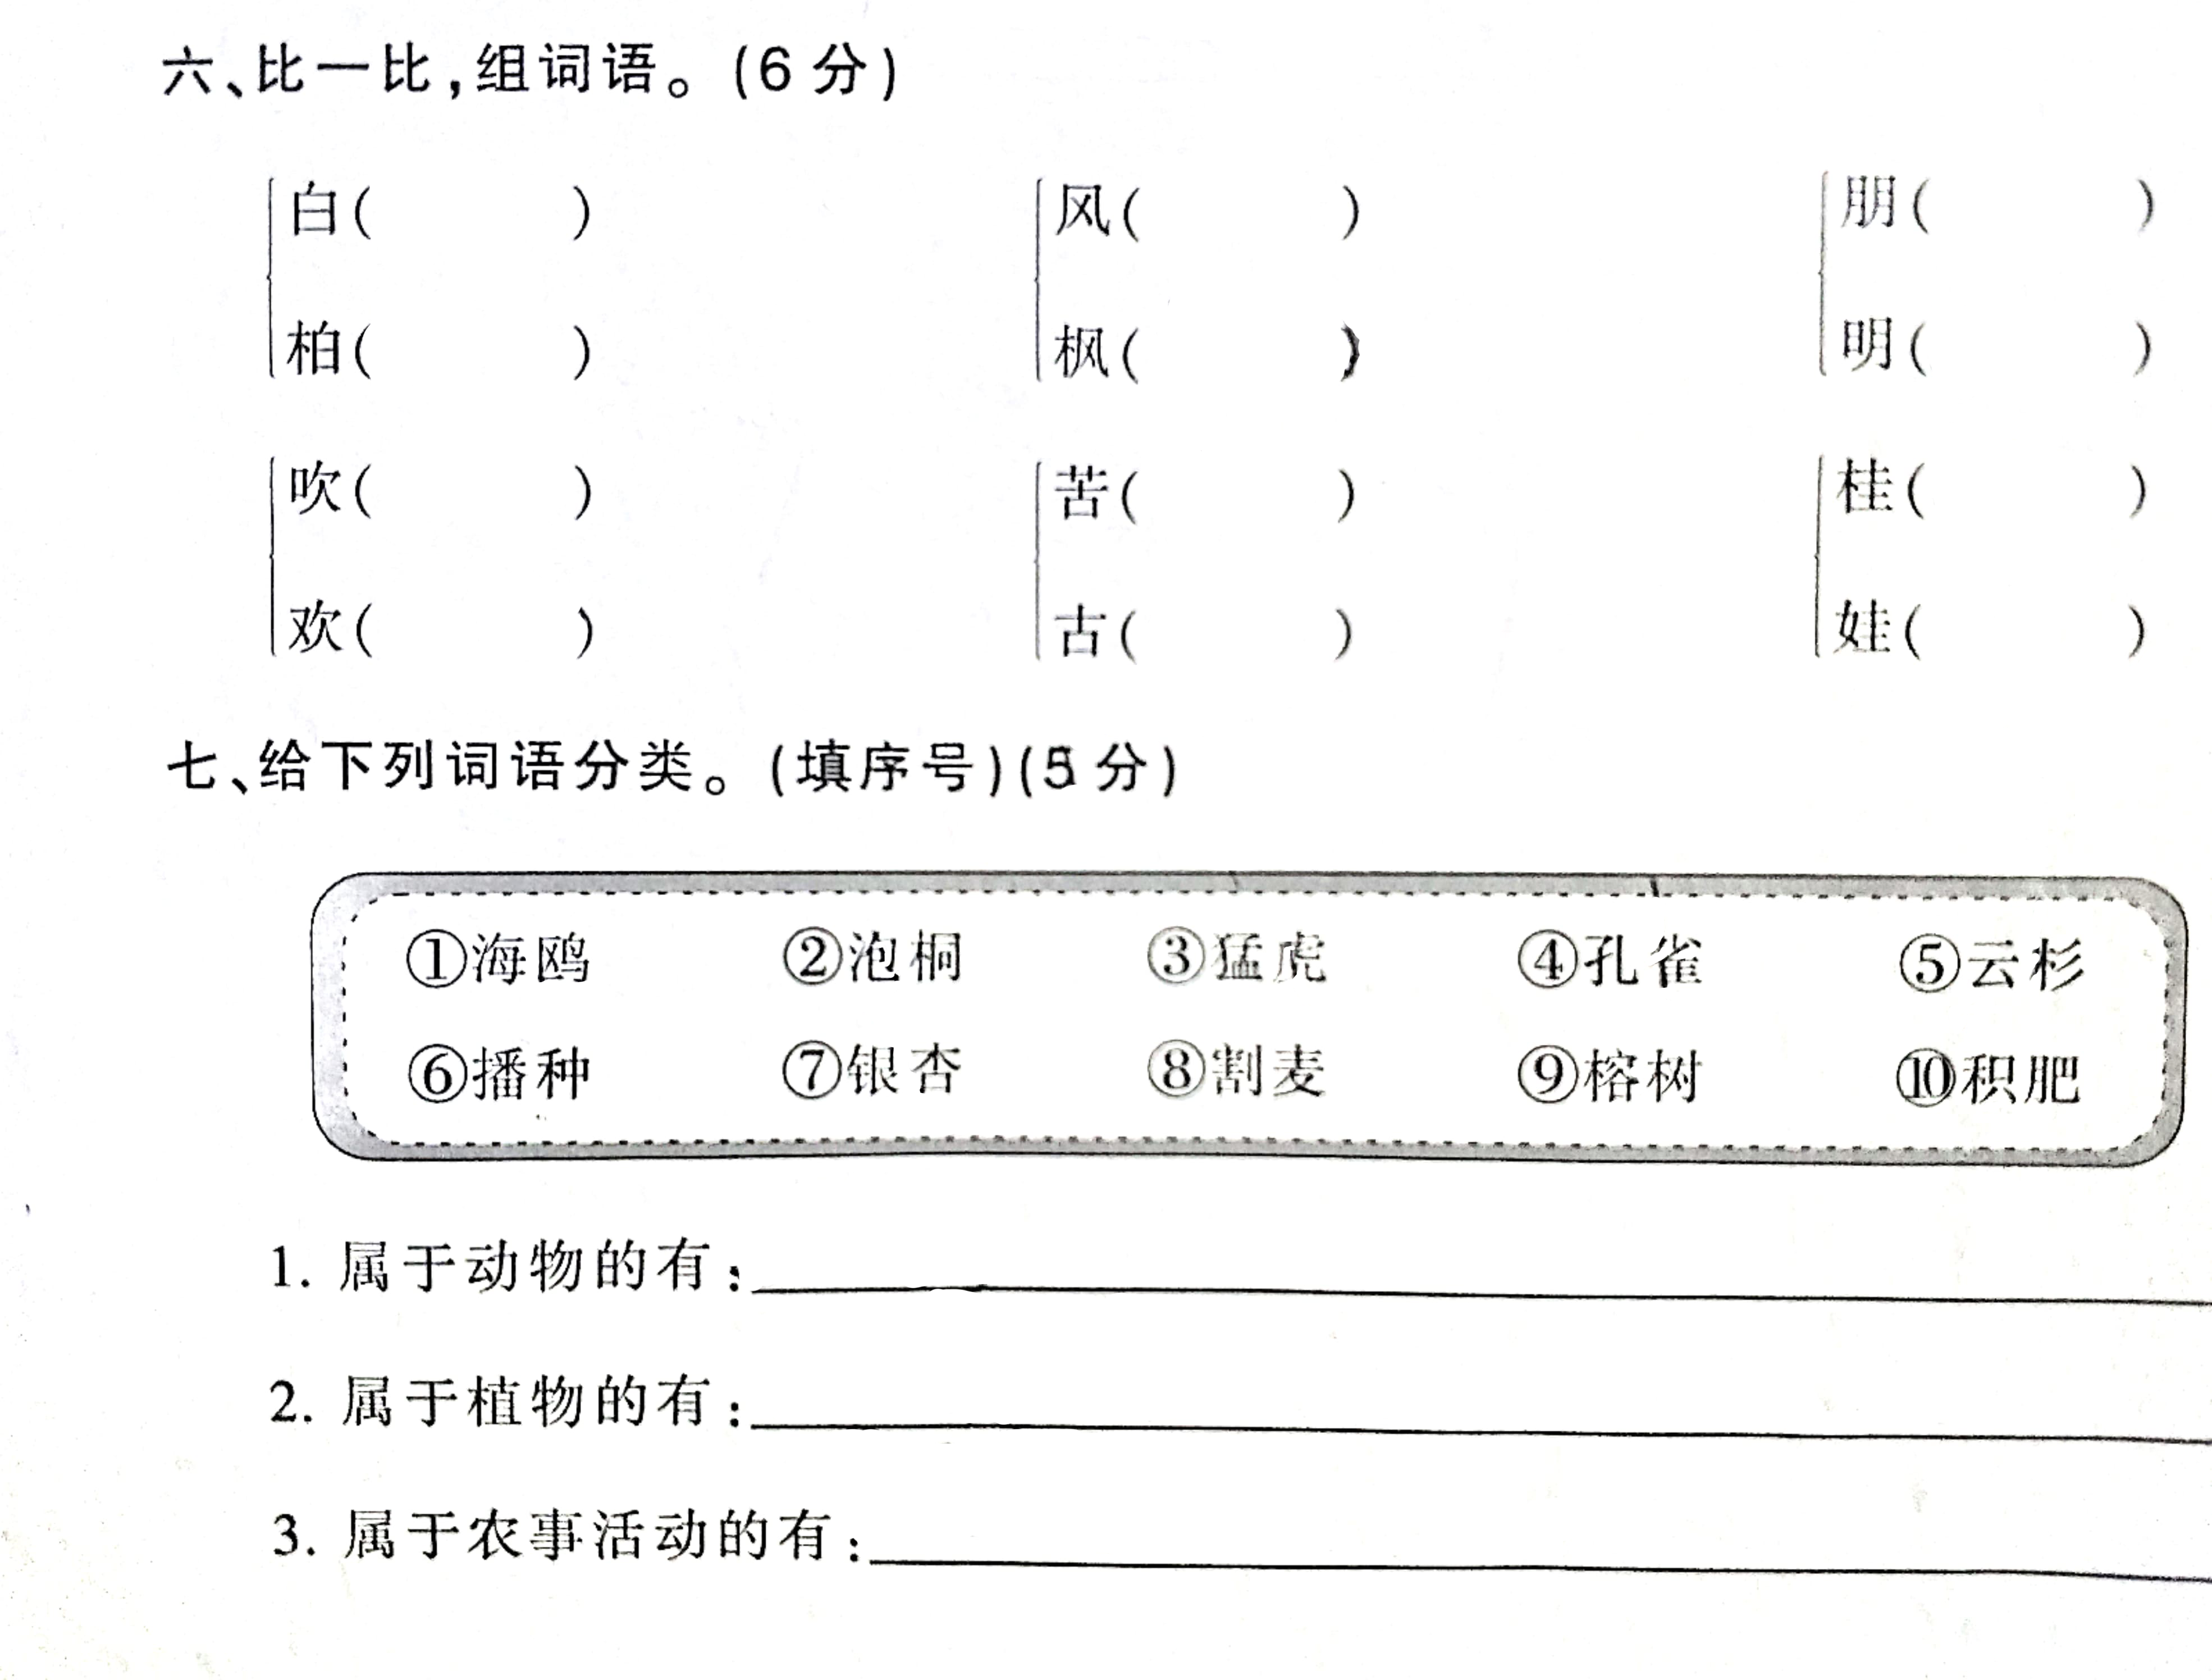 六、比一比,组词语。(6 分)
白(　　) 风(　　) 朋(　　)
柏(　　) 枫(　　) 明(　　)
吹(　　) 苦(　　) 桂(　　)
欢(　　) 古(　　) 娃(　　)
七、给下列词语分类。(填序号)(5 分)
①海鸥 ②泡桐 ③猛虎 ④孔雀 ⑤云杉
⑥播种 ⑦银杏 ⑧割麦 ⑨榕树 ⑩积肥
1. 属于动物的有:
2. 属于植物的有:
3. 属于农事活动的有: